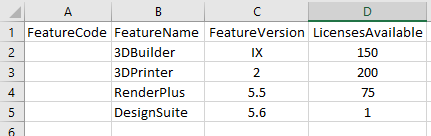 A B C D
1 FeatureCode FeatureName FeatureVersion LicensesAvailable
2 3DBuilder IX 150
3 3DPrinter 2 200
4 RenderPlus 5.5 75
5 DesignSuite 5.6 1
6